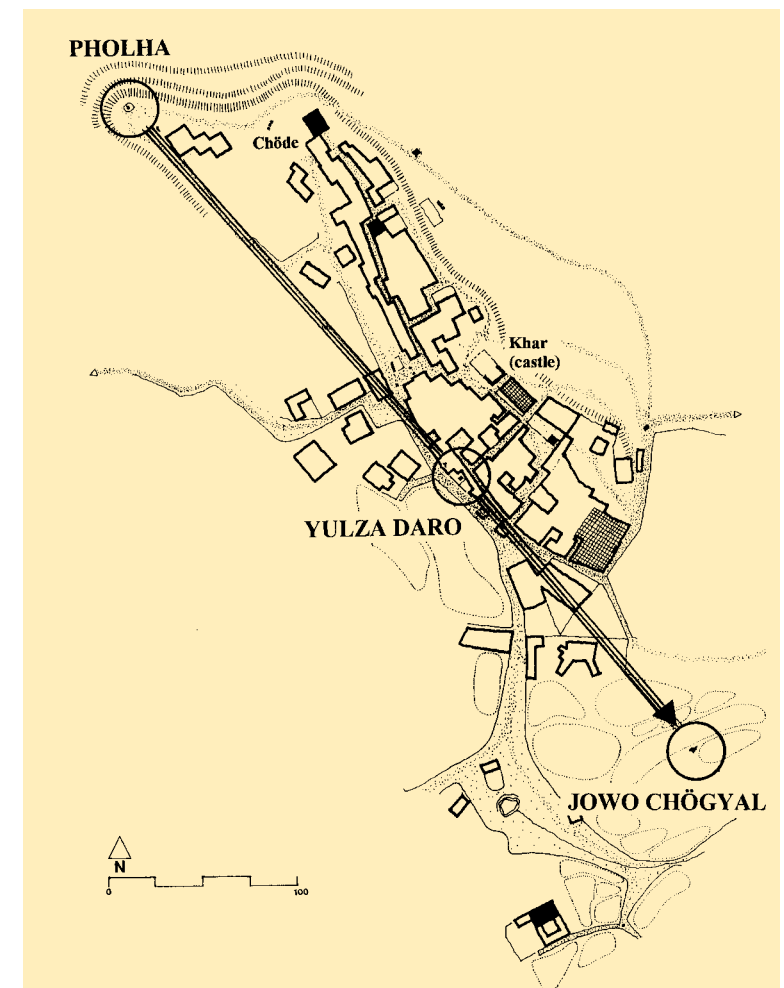 PHOLHA
Chöde
Khar
(castle)
YULZA DARO
JOWO CHÖGYAL
N
0 100